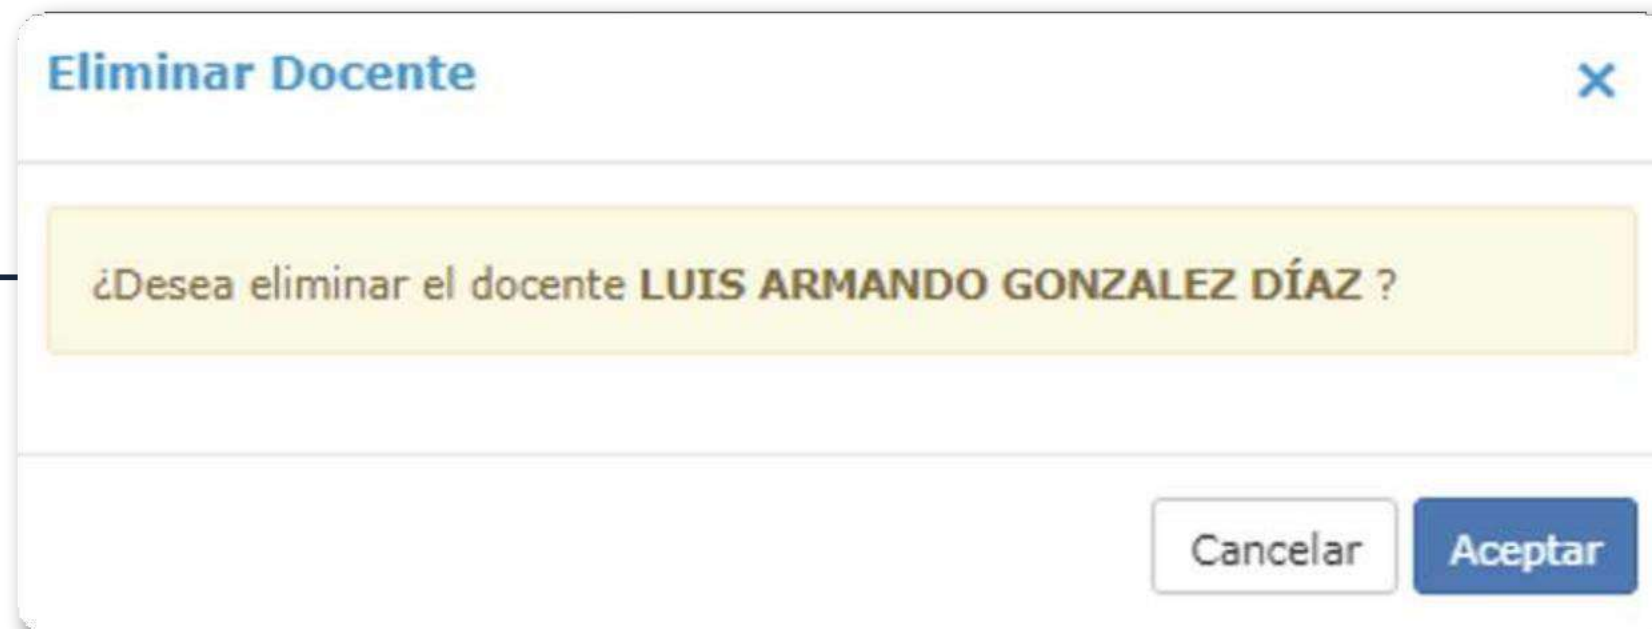 Eliminar Docente
¿Desea eliminar el docente LUIS ARMANDO GONZALEZ DÍAZ ?
Cancelar
Aceptar